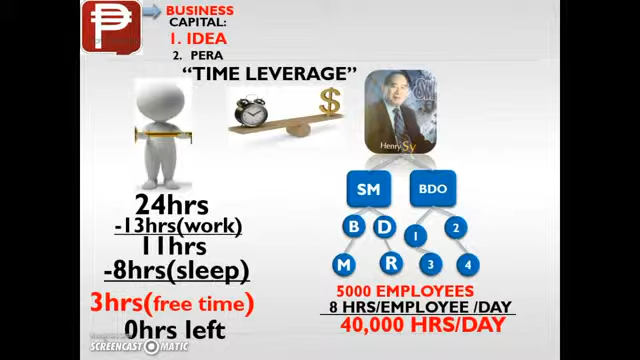 BUSINESS
CAPITAL:
1. IDEA
2. PERA
“TIME LEVERAGE”
Henry Sy
24hrs
-13hrs(work)
11hrs
-8hrs(sleep)
3hrs(free time)
0hrs left
SM
BDO
B
D
1
2
M
R
3
4
5000 EMPLOYEES
8 HRS/EMPLOYEE /DAY
40,000 HRS/DAY
RECORDED WITH
SCREENCAST MATIC